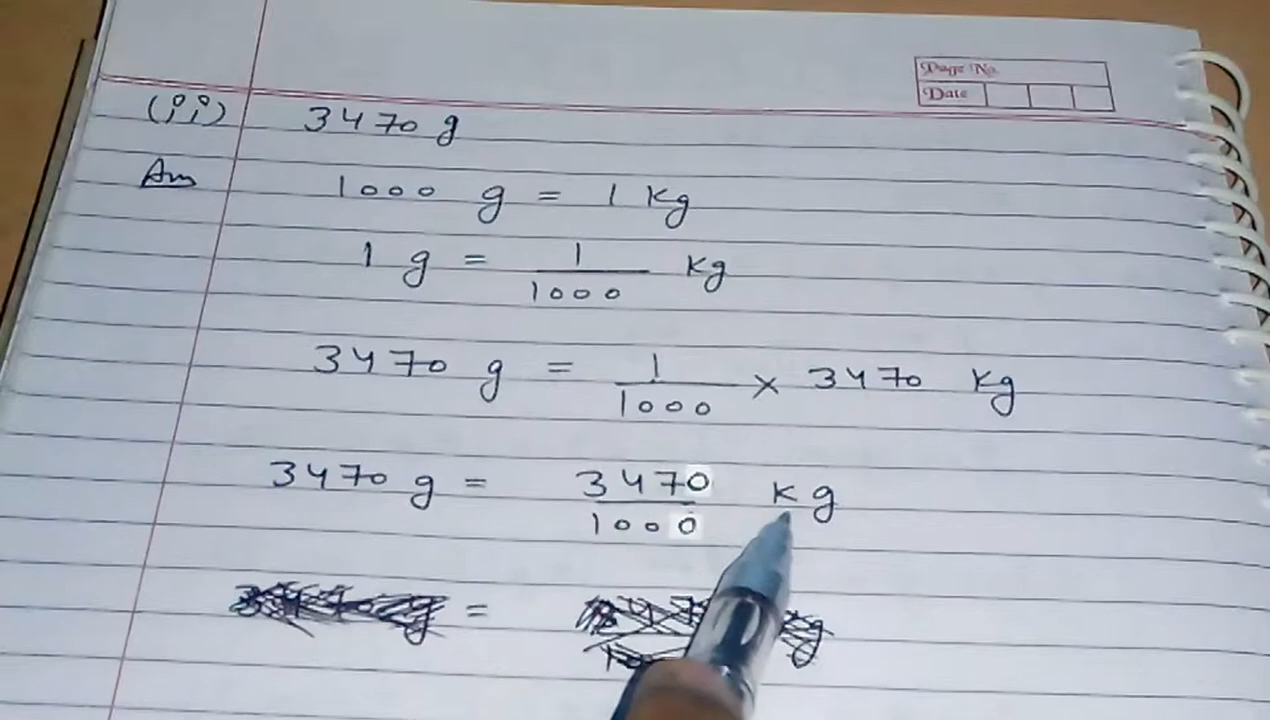 Page No.
Date
(ii) 3470 g
Ans 1000 g = 1 Kg
1 g = 1/1000 Kg
3470 g = 1/1000 × 3470 Kg
3470 g = 3470/1000 Kg
=